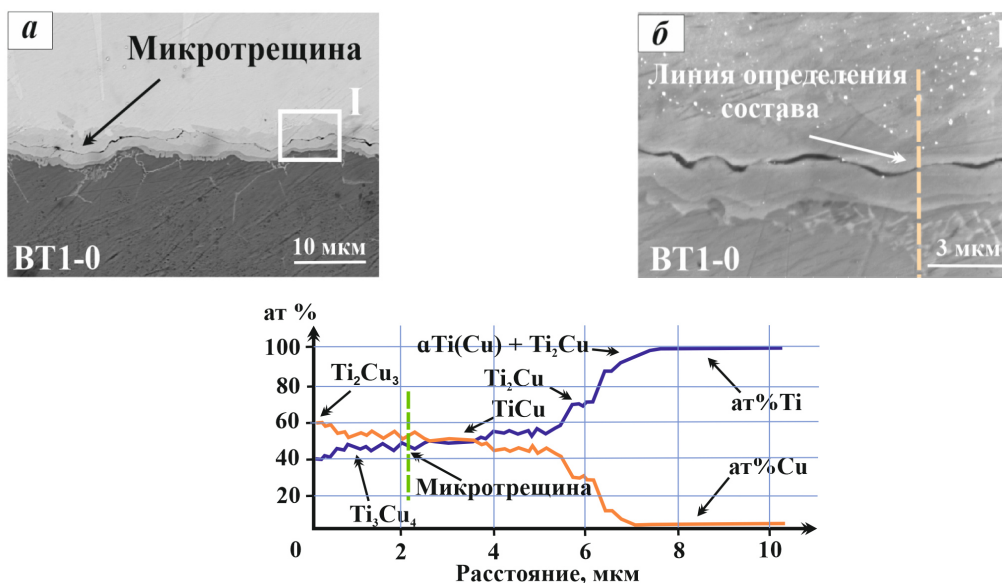 а
Микротрещина
I
ВТ1-0
10 мкм
б
Линия определения
состава
ВТ1-0
3 мкм
ат %
100
80
60
40
20
0
2
4
6
8
10
αTi(Cu) + Ti₂Cu
Ti₂Cu₃
Ti₂Cu
TiCu
ат%Ti
Микротрещина
ат%Cu
Ti₃Cu₄
Расстояние, мкм